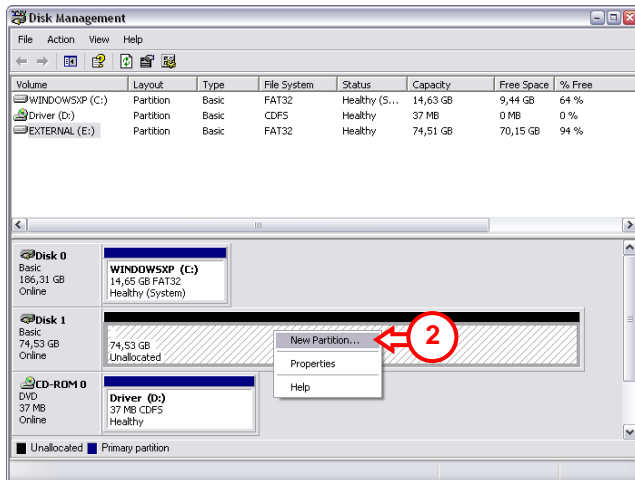 Disk Management
File Action View Help
Volume Layout Type File System Status Capacity Free Space % Free
WINDOWSXP (C:) Partition Basic FAT32 Healthy (S... 14,63 GB 9,44 GB 64 %
Driver (D:) Partition Basic CDFS Healthy 37 MB 0 MB 0 %
EXTERNAL (E:) Partition Basic FAT32 Healthy 74,51 GB 70,15 GB 94 %
Disk 0
Basic
186,31 GB
Online
WINDOWSXP (C:)
14,65 GB FAT32
Healthy (System)
Disk 1
Basic
74,53 GB
Online
74,53 GB
Unallocated
New Partition...
Properties
Help
2
CD-ROM 0
DVD
37 MB
Online
Driver (D:)
37 MB CDFS
Healthy
Unallocated Primary partition